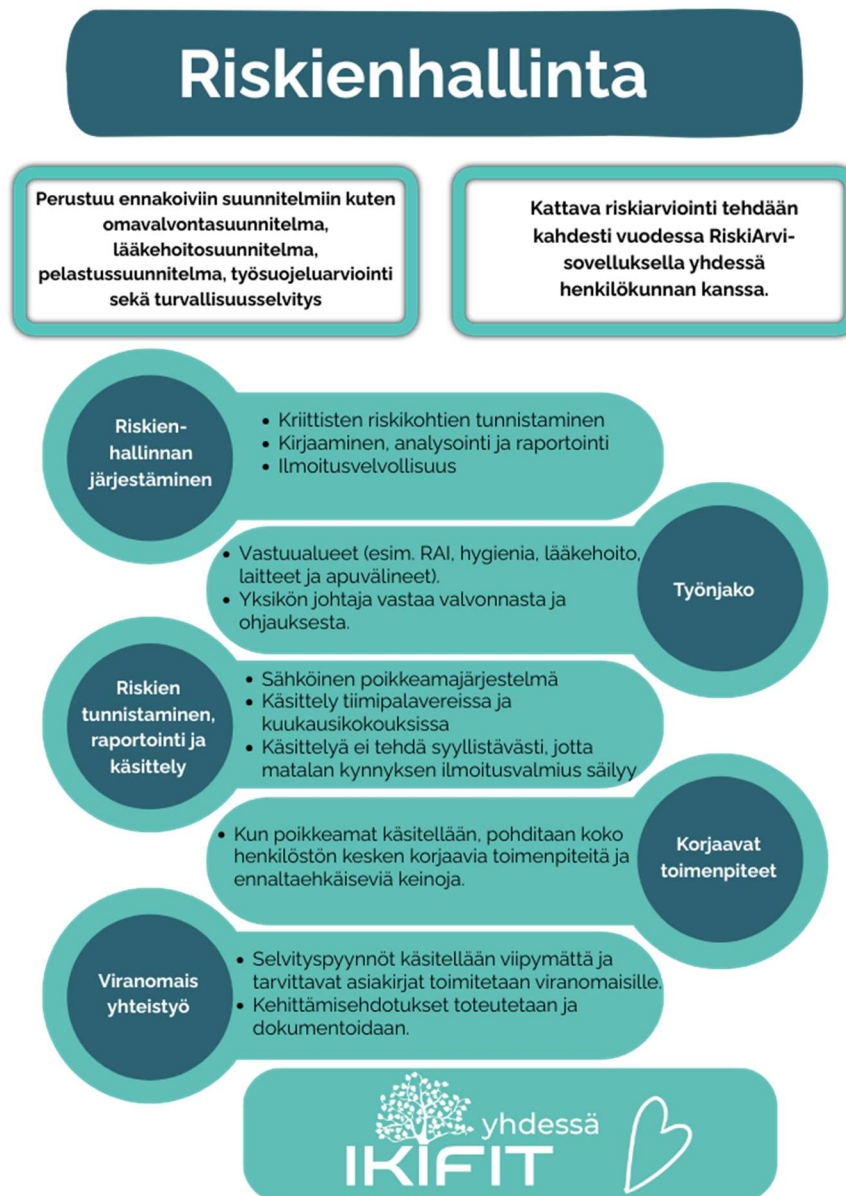 Riskienhallinta
Perustuu ennakoiviin suunnitelmiin kuten
omavalvontasuunnitelma,
lääkehoitosuunnitelma,
pelastussuunnitelma, työsuojeluarviointi
sekä turvallisuusselvitys
Kattava riskiarviointi tehdään
kahdesti vuodessa RiskiArvi-
sovelluksella yhdessä
henkilökunnan kanssa.
Riskien-
hallinnan
järjestäminen
• Kriittisten riskikohtien tunnistaminen
• Kirjaaminen, analysointi ja raportointi
• Ilmoitusvelvollisuus
• Vastuualueet (esim. RAI, hygienia, lääkehoito,
laitteet ja apuvälineet).
• Yksikön johtaja vastaa valvonnasta ja
ohjauksesta.
Työnjako
Riskien
tunnistaminen,
raportointi ja
käsittely
• Sähköinen poikkeamajärjestelmä
• Käsittely tiimipalavereissa ja
kuukausikokouksissa
• Käsittelyä ei tehdä syyllistävästi, jotta
matalan kynnyksen ilmoitusvalmius säilyy
• Kun poikkeamat käsitellään, pohditaan koko
henkilöstön kesken korjaavia toimenpiteitä ja
ennaltaehkäiseviä keinoja.
Korjaavat
toimenpiteet
Viranomais
yhteistyö
• Selvityspyynnöt käsitellään viipymättä ja
tarvittavat asiakirjat toimitetaan viranomaisille.
• Kehittämisehdotukset toteutetaan ja
dokumentoidaan.
yhdessä
IKIFIT